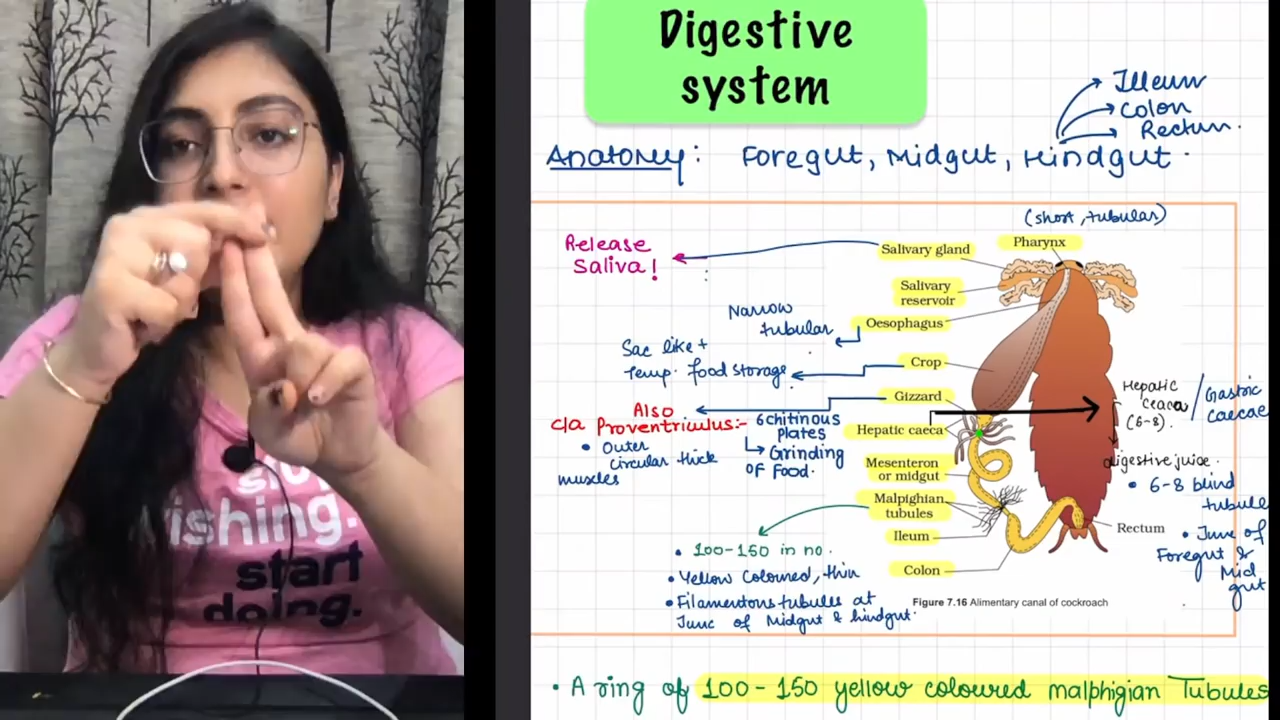 Digestive
system
Illeum
Colon
Rectum.
Anatomy: Foregut, Midgut, Hindgut
(short, tubular)
Release
Saliva!
Salivary gland
Pharynx
Salivary
reservoir
Narrow
tubular
Oesophagus
Sac like +
Temp. food storage
Crop
Gizzard
Also
c/a Proventriculus:-
6 chitinous
plates
Grinding
of Food.
• Outer
circular thick
muscles
Hepatic caeca
Hepatic
ceaca
(6-8).
/ Gastric
caecae
digestive juice.
• 6-8 blind
tubule
• Junc of
Foregut &
Mid
gut
Mesenteron
or midgut
Malpighian
tubules
Ileum
Rectum
Colon
• 100-150 in no.
• Yellow coloured, thin
• Filamentous tubules at
Junc of Midgut & hindgut.
Figure 7.16 Alimentary canal of cockroach
• A ring of 100-150 yellow coloured malphigian Tubules
start
doing.